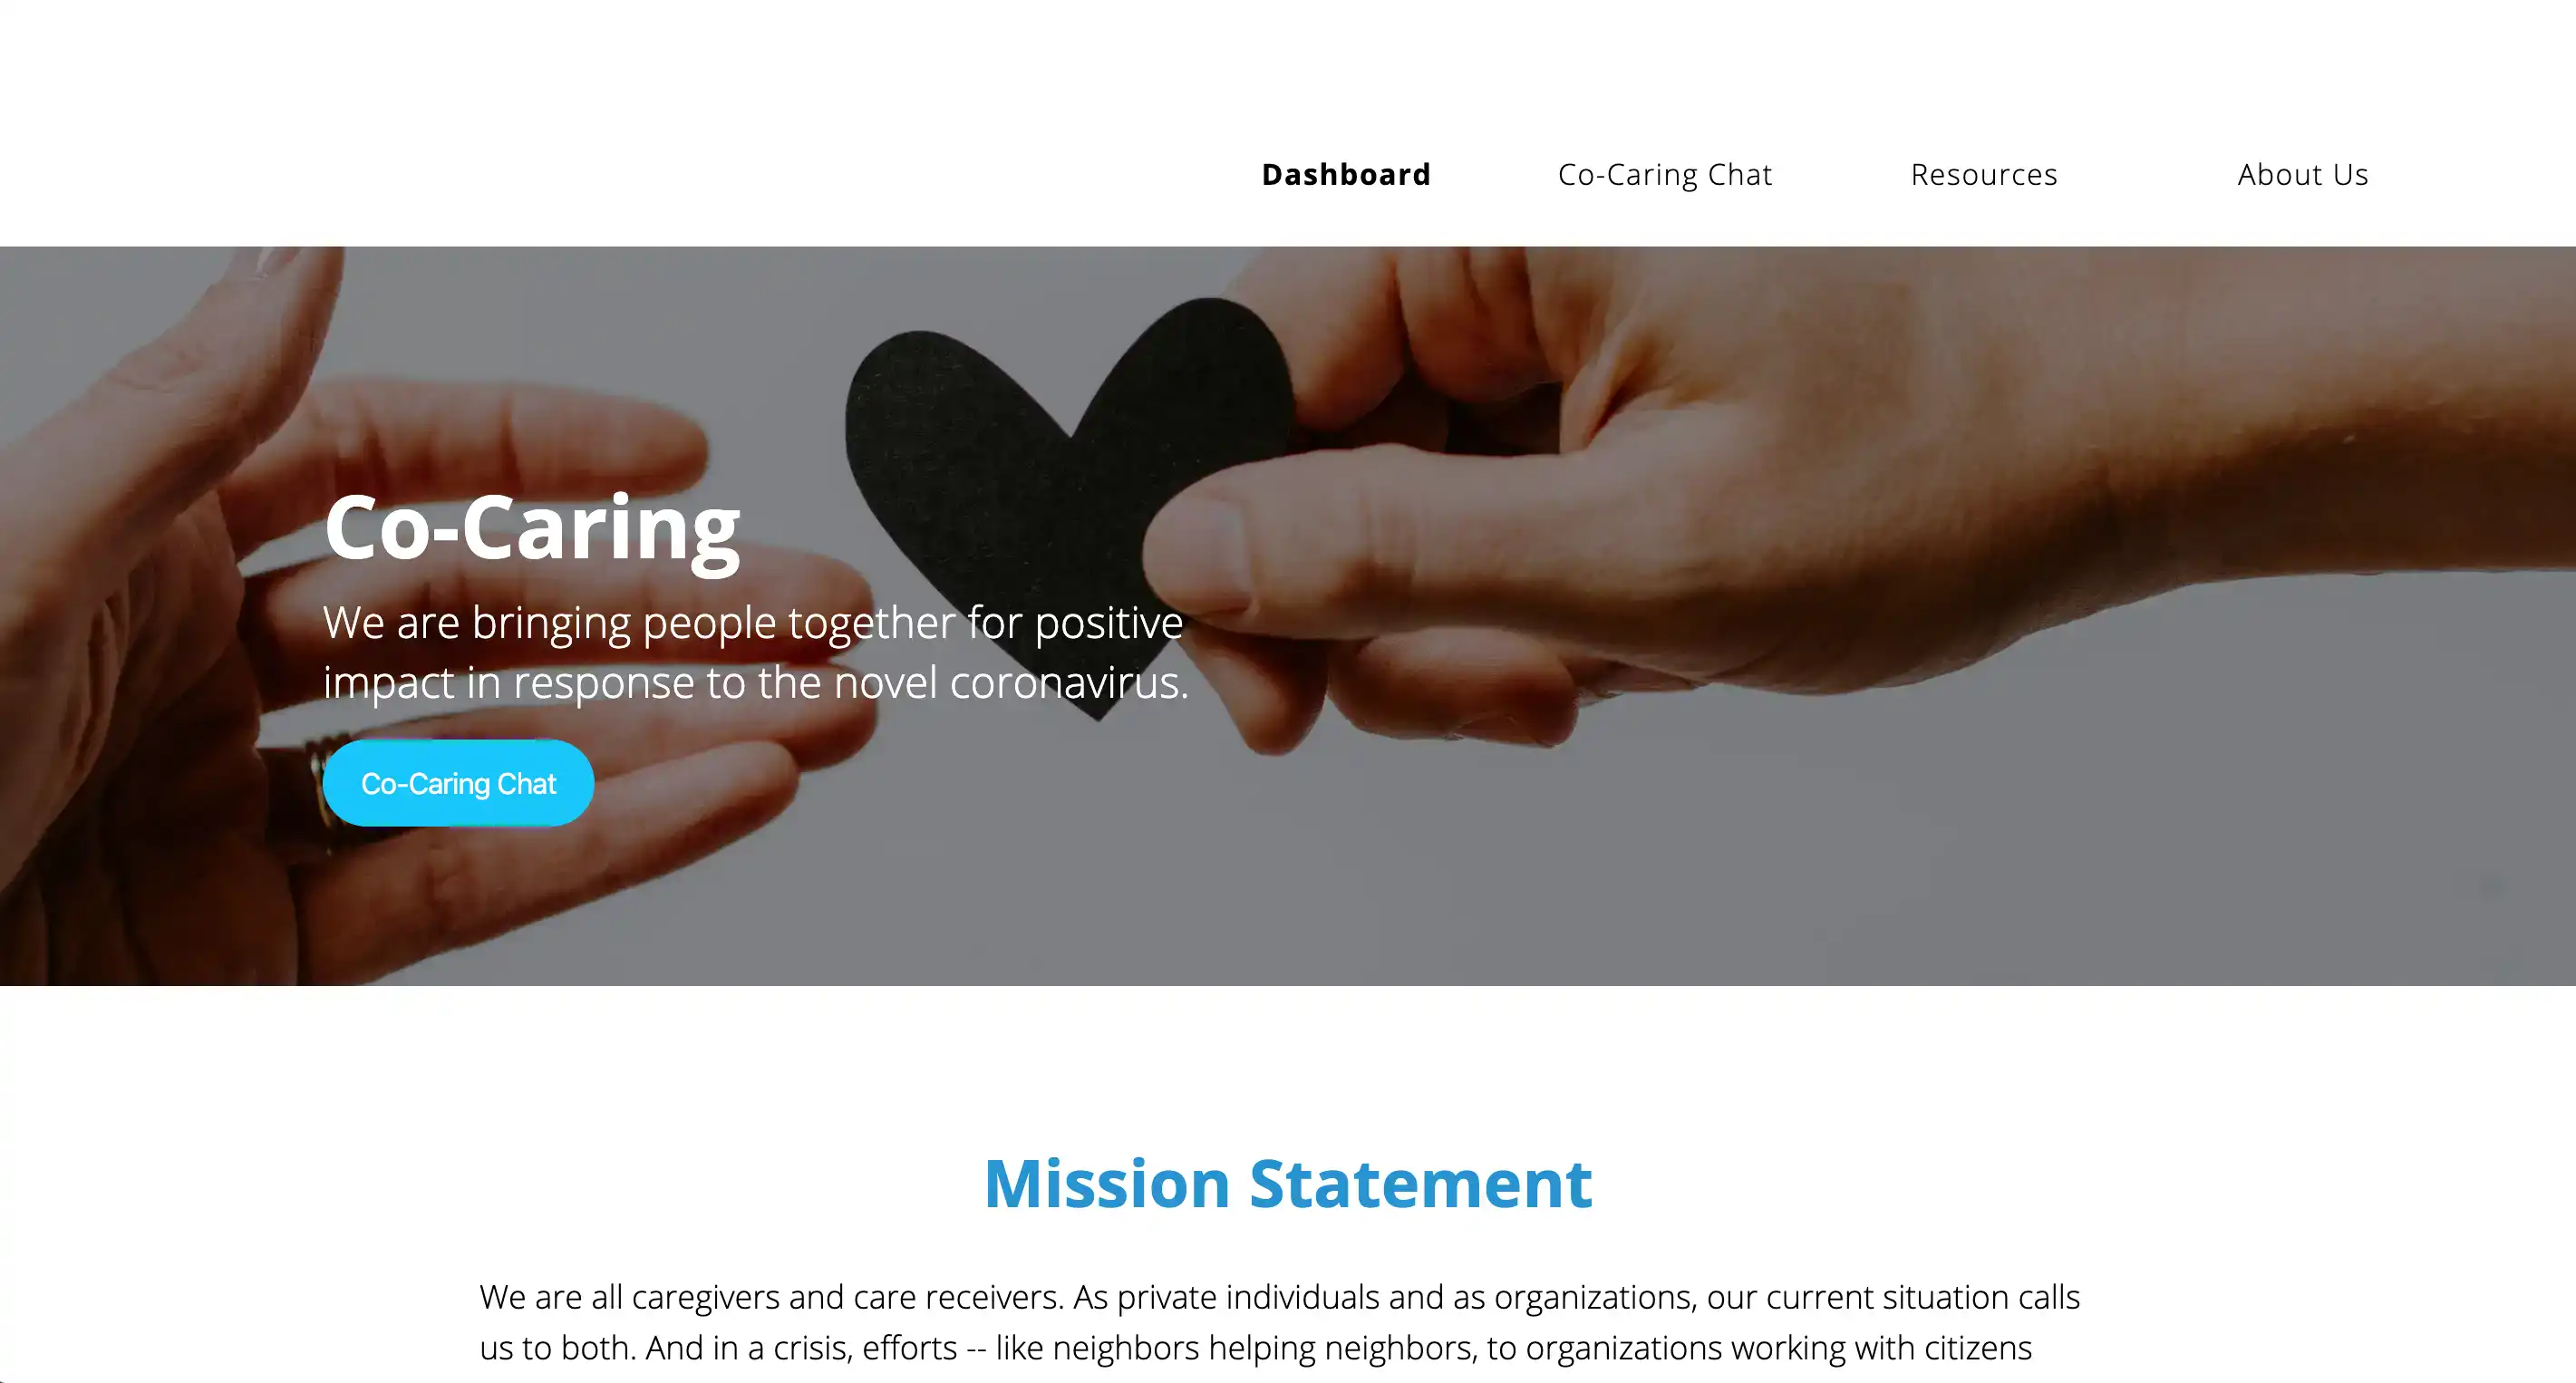 Dashboard Co-Caring Chat Resources About Us
Co-Caring
We are bringing people together for positive
impact in response to the novel coronavirus.
Co-Caring Chat
Mission Statement
We are all caregivers and care receivers. As private individuals and as organizations, our current situation calls
us to both. And in a crisis, efforts -- like neighbors helping neighbors, to organizations working with citizens